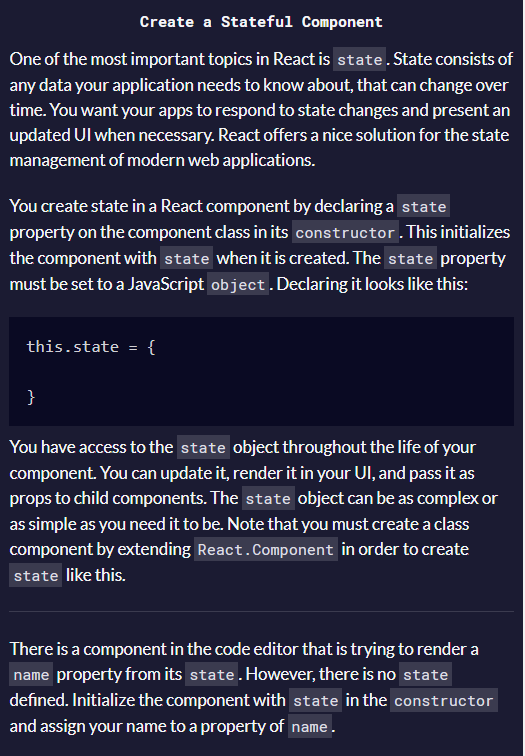 Create a Stateful Component
One of the most important topics in React is state. State consists of
any data your application needs to know about, that can change over
time. You want your apps to respond to state changes and present an
updated UI when necessary. React offers a nice solution for the state
management of modern web applications.
You create state in a React component by declaring a state
property on the component class in its constructor. This initializes
the component with state when it is created. The state property
must be set to a JavaScript object. Declaring it looks like this:
this.state = {
}
You have access to the state object throughout the life of your
component. You can update it, render it in your UI, and pass it as
props to child components. The state object can be as complex or
as simple as you need it to be. Note that you must create a class
component by extending React.Component in order to create
state like this.
There is a component in the code editor that is trying to render a
name property from its state. However, there is no state
defined. Initialize the component with state in the constructor
and assign your name to a property of name.